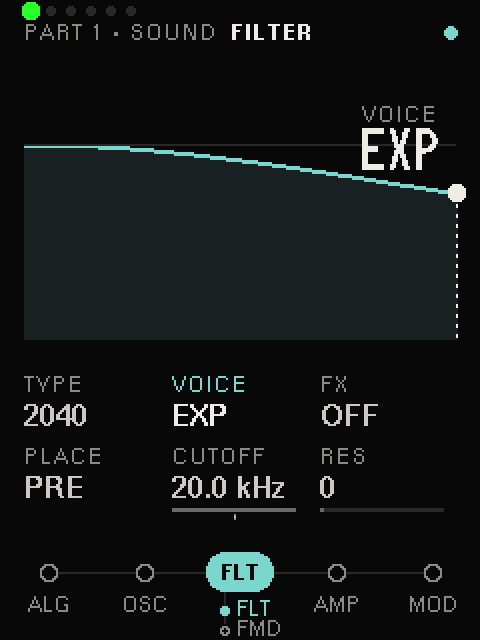 PART 1 · SOUND FILTER
VOICE
EXP
TYPE VOICE FX
2040 EXP OFF
PLACE CUTOFF RES
PRE 20.0 kHz 0
FLT
ALG OSC FLT AMP MOD
FMD